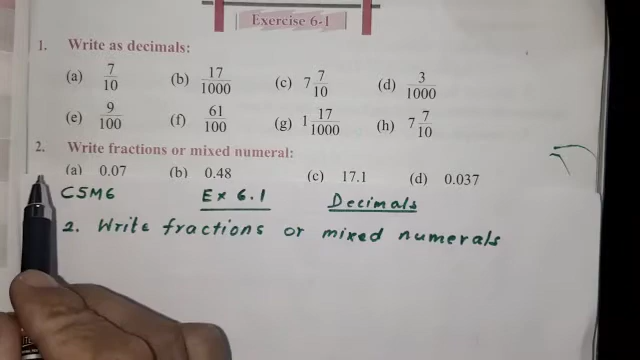 Exercise 6-1
1. Write as decimals:
(a) 7/10 (b) 17/1000 (c) 7 7/10 (d) 3/1000
(e) 9/100 (f) 61/100 (g) 1 17/1000 (h) 7 7/10
2. Write fractions or mixed numeral:
(a) 0.07 (b) 0.48 (c) 17.1 (d) 0.037
C5M6 Ex 6.1 Decimals
2. Write fractions or mixed numerals